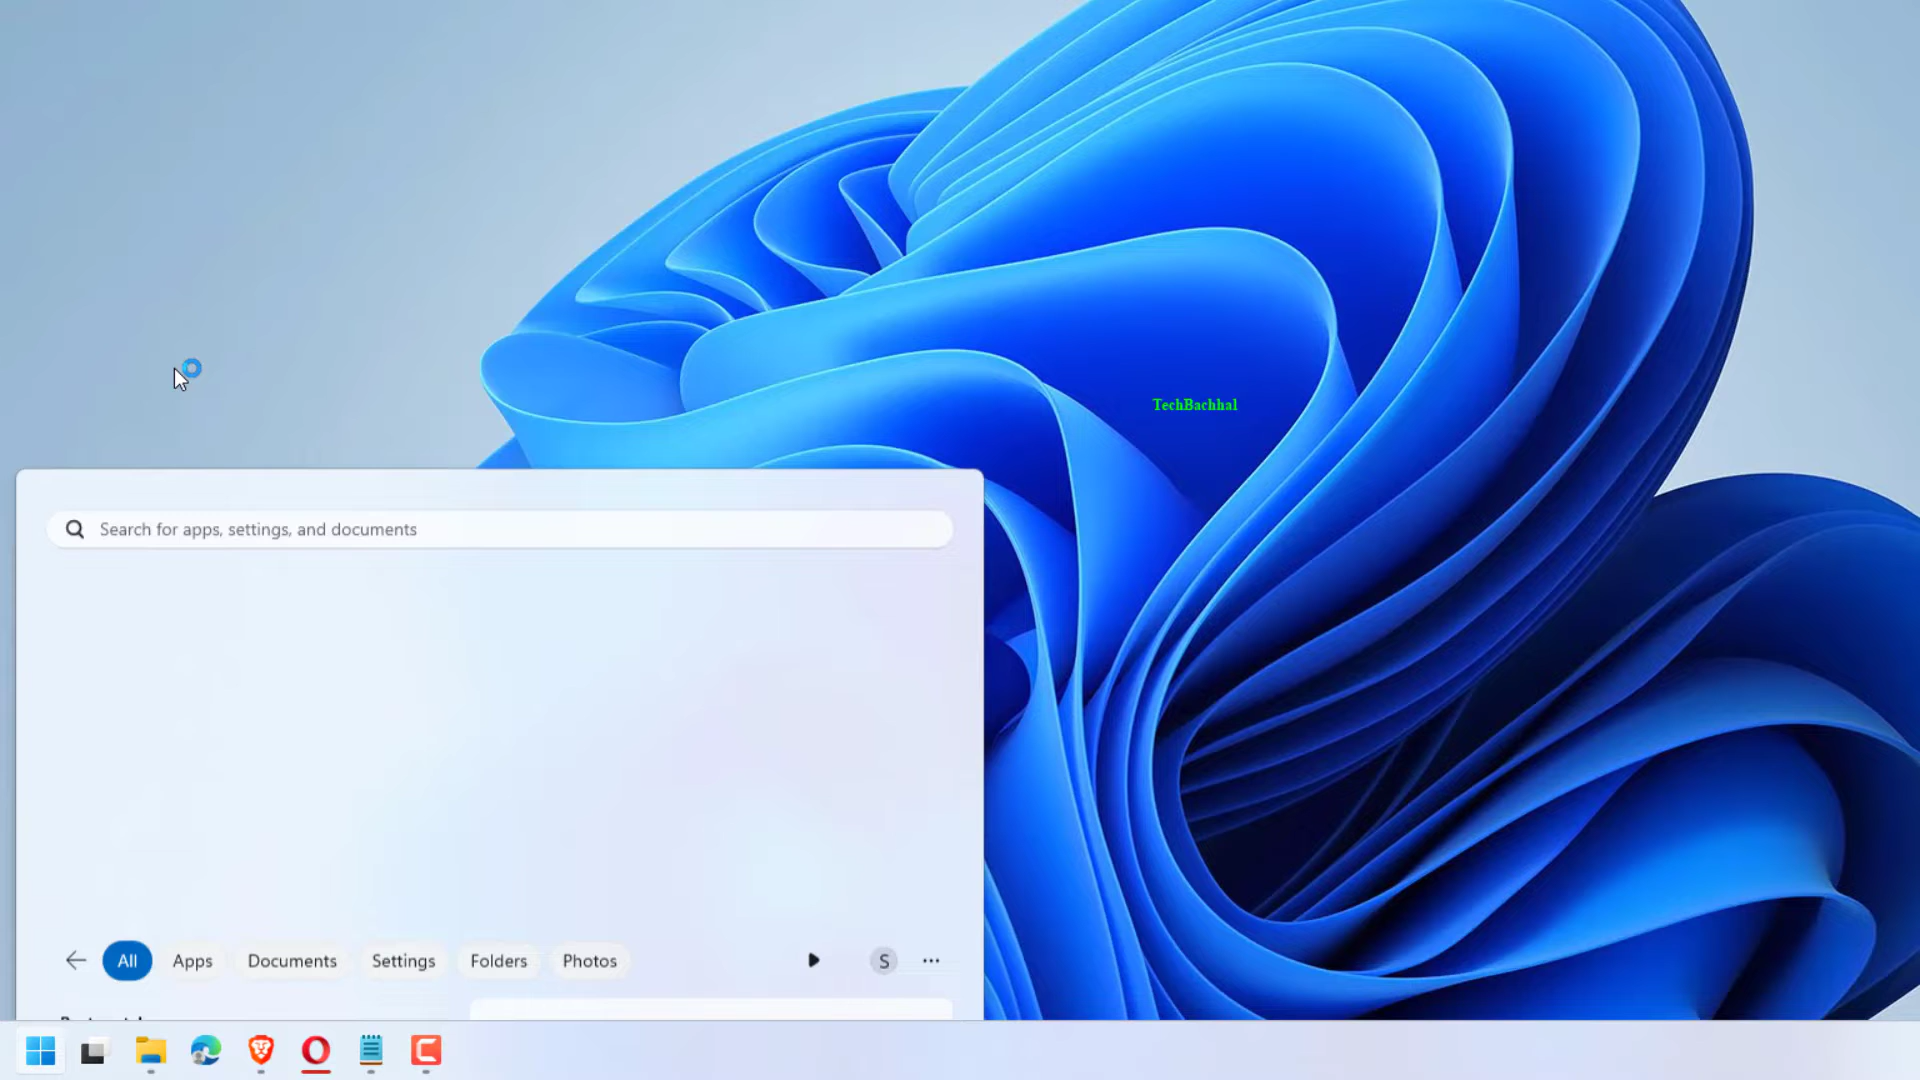 TechBachhal
Search for apps, settings, and documents
All Apps Documents Settings Folders Photos S